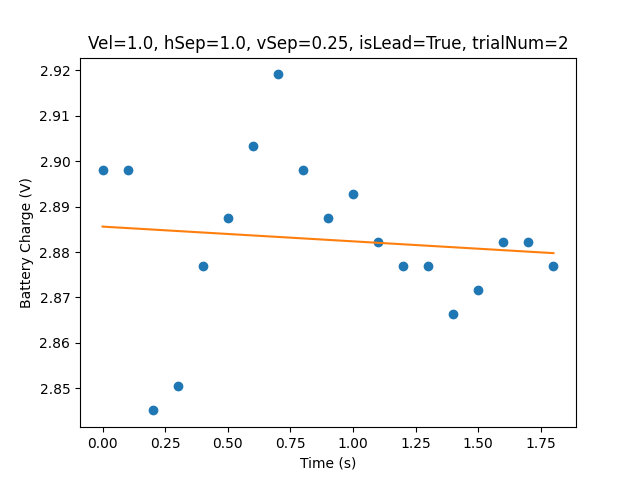 Vel=1.0, hSep=1.0, vSep=0.25, isLead=True, trialNum=2
2.92
2.91
2.90
2.89
2.88
2.87
2.86
2.85
Battery Charge (V)
0.00 0.25 0.50 0.75 1.00 1.25 1.50 1.75
Time (s)